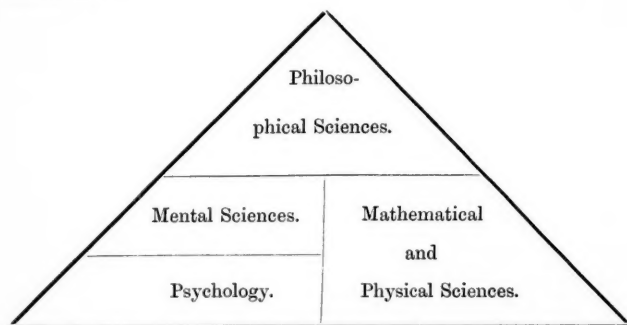 Philoso-
phical Sciences.
Mental Sciences.
Psychology.
Mathematical
and
Physical Sciences.